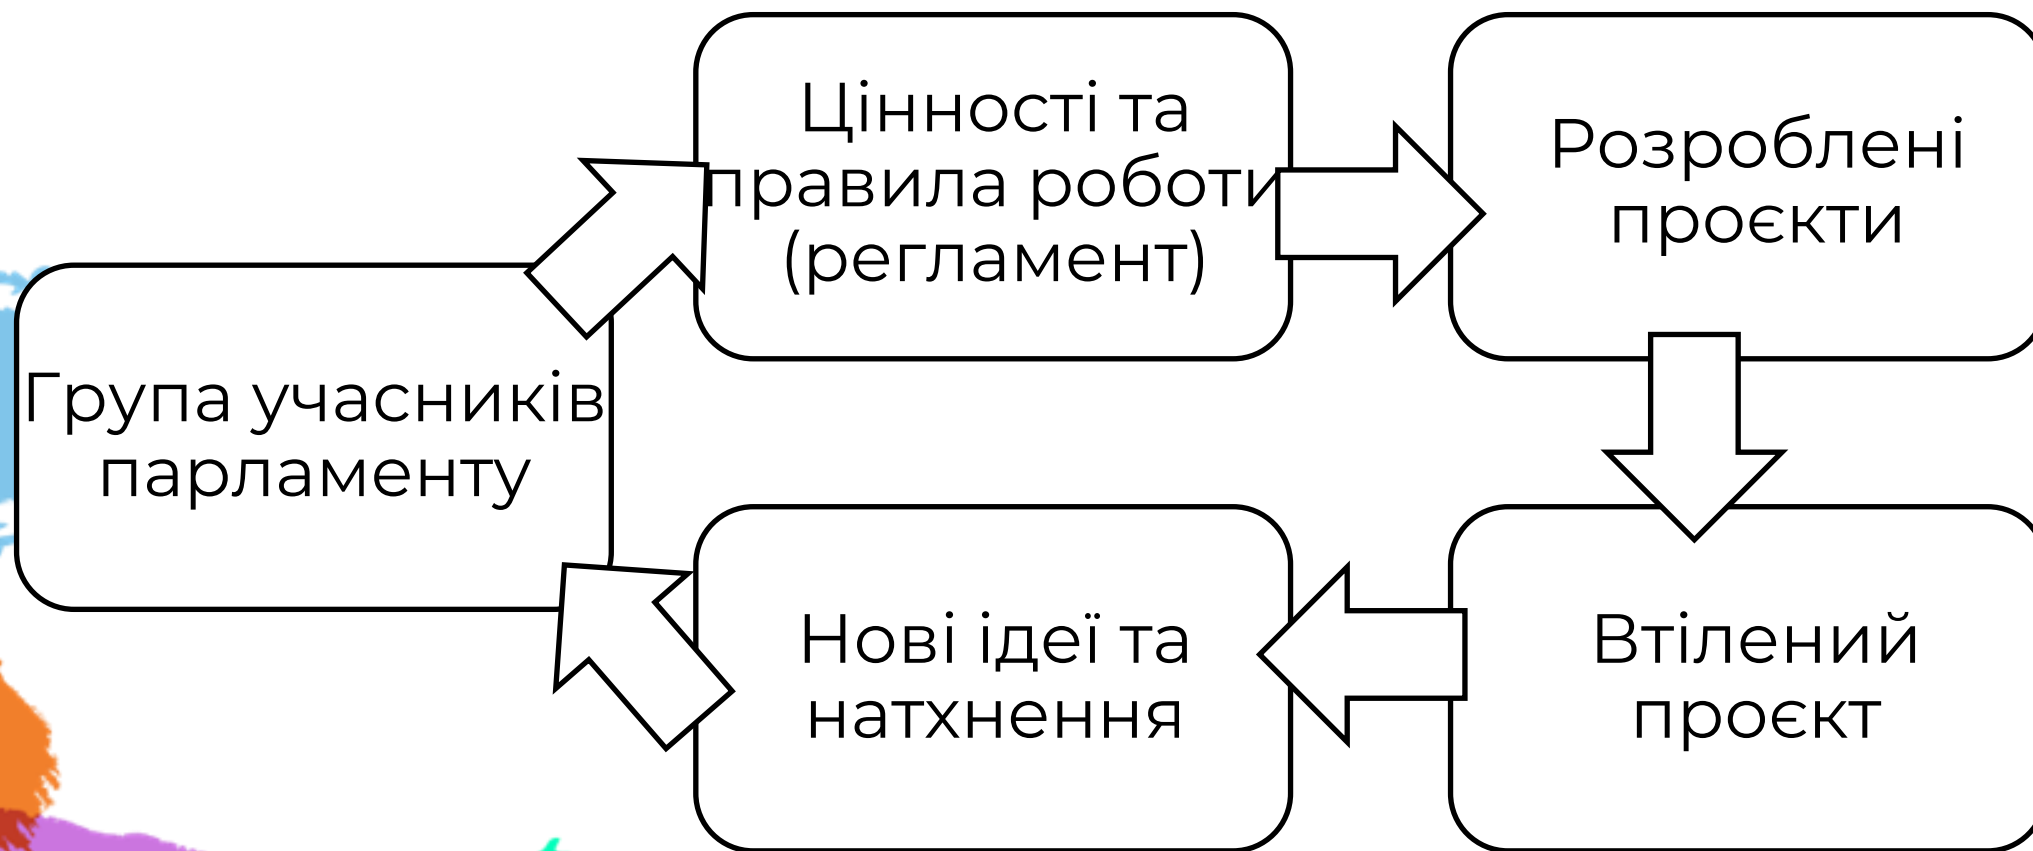 Група учасників
парламенту
Цінності та
правила роботи
(регламент)
Розроблені
проєкти
Втілений
проєкт
Нові ідеї та
натхнення